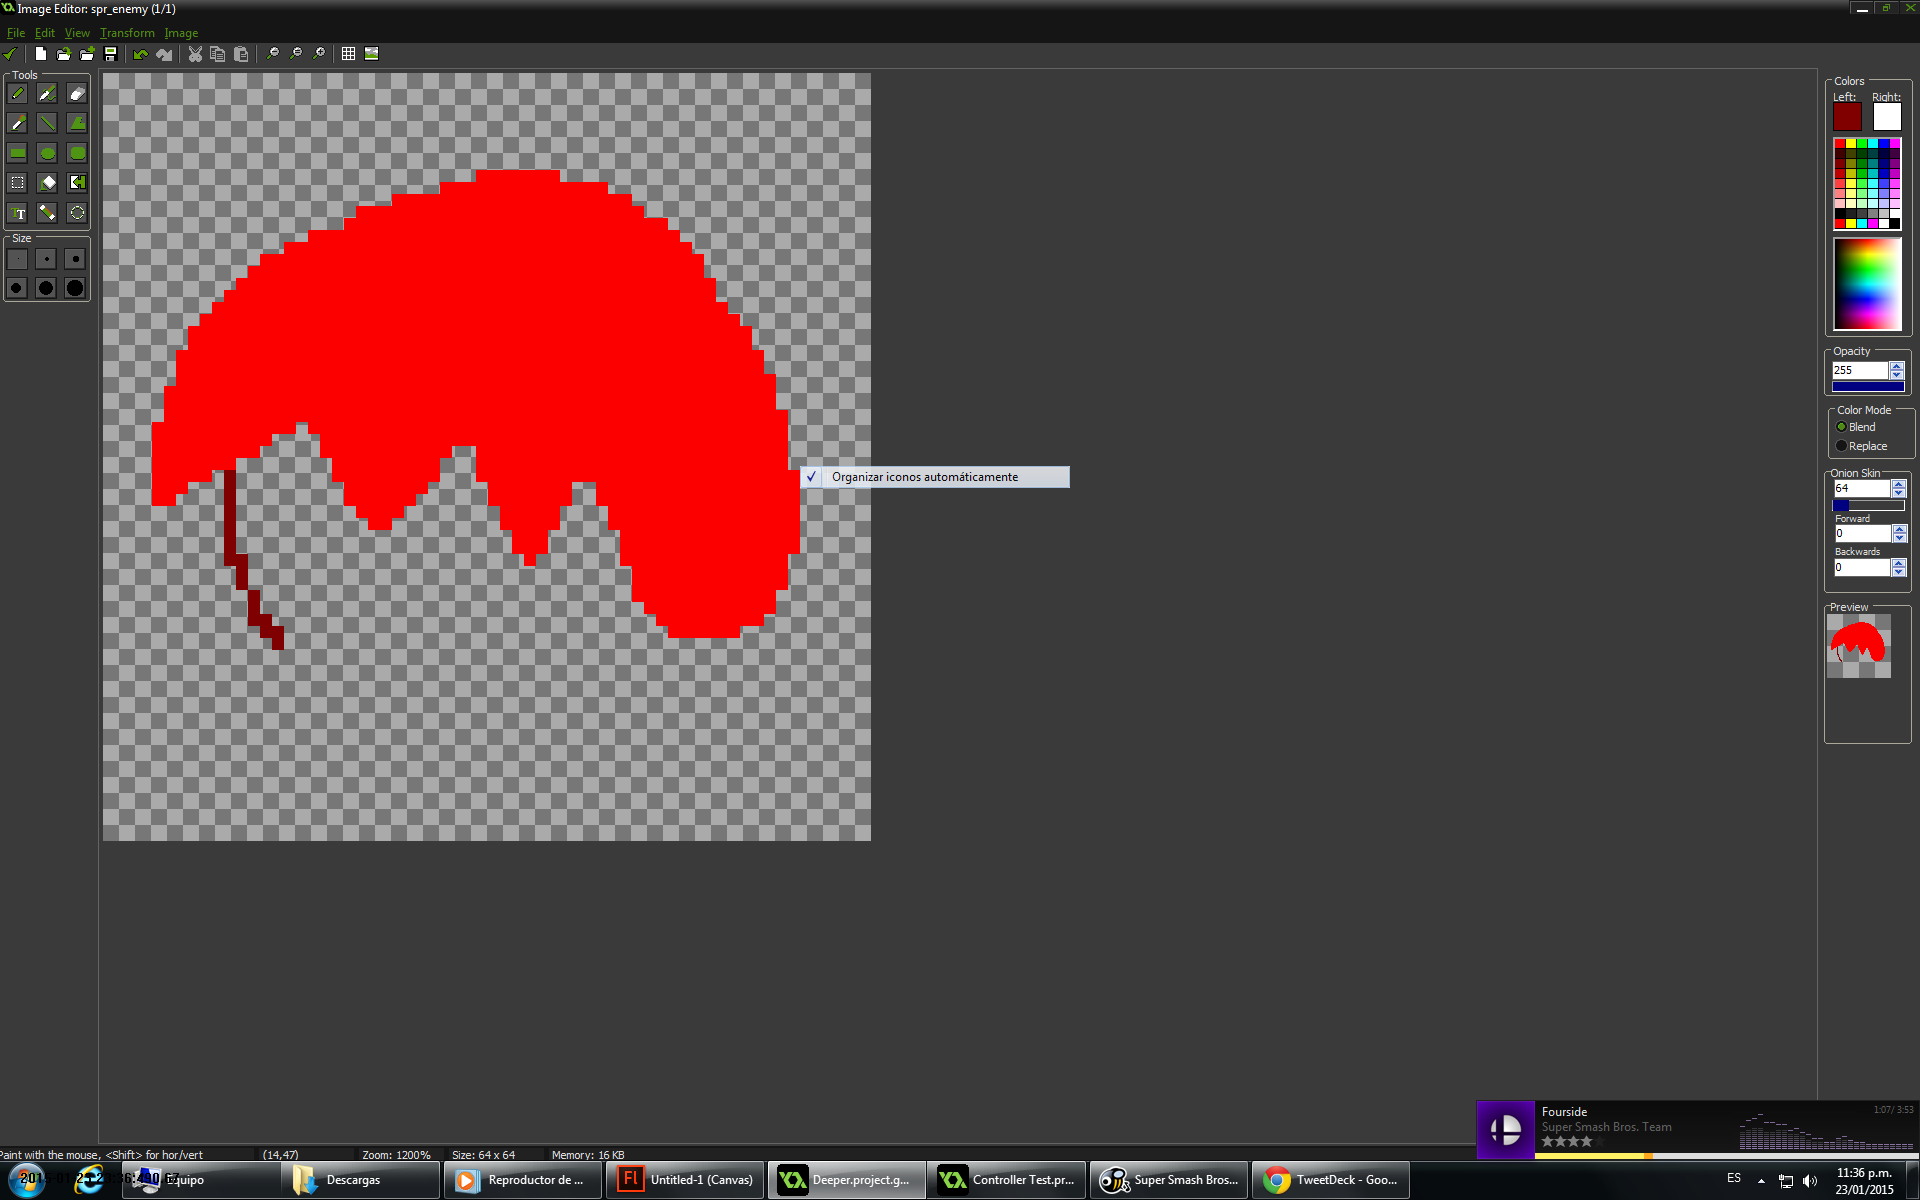 Image Editor: spr_enemy (1/1)
File Edit View Transform Image
Tools
TT
Size
Organizar iconos automáticamente
Colors
Left: Right:
Opacity
255
Color Mode
Blend
Replace
Onion Skin
64
Forward
0
Backwards
0
Preview
Fourside
1:07/ 3:53
Super Smash Bros. Team
Paint with the mouse, <Shift> for hor/vert (14,47) Zoom: 1200% Size: 64 x 64 Memory: 16 KB
Descargas
Reproductor de ...
Fl Untitled-1 (Canvas)
Deeper.project.g...
Controller Test.pr...
Super Smash Bros...
TweetDeck - Goo...
ES
11:36 p.m.
23/01/2015